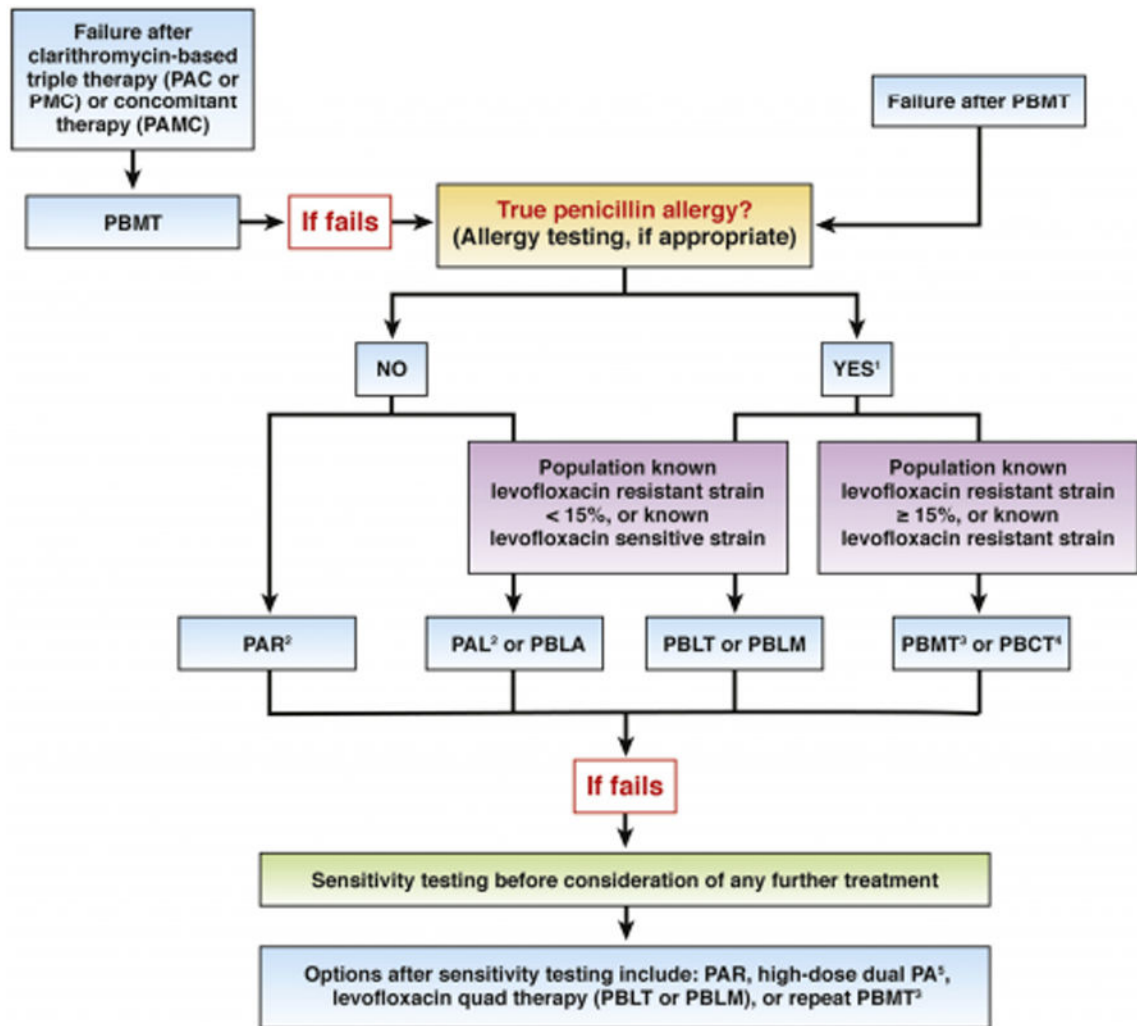 Failure after
clarithromycin-based
triple therapy (PAC or
PMC) or concomitant
therapy (PAMC)
Failure after PBMT
PBMT
If fails
True penicillin allergy?
(Allergy testing, if appropriate)
NO
YES¹
Population known
levofloxacin resistant strain
< 15%, or known
levofloxacin sensitive strain
Population known
levofloxacin resistant strain
≥ 15%, or known
levofloxacin resistant strain
PAR²
PAL² or PBLA
PBLT or PBLM
PBMT³ or PBCT⁴
If fails
Sensitivity testing before consideration of any further treatment
Options after sensitivity testing include: PAR, high-dose dual PA⁵,
levofloxacin quad therapy (PBLT or PBLM), or repeat PBMT³